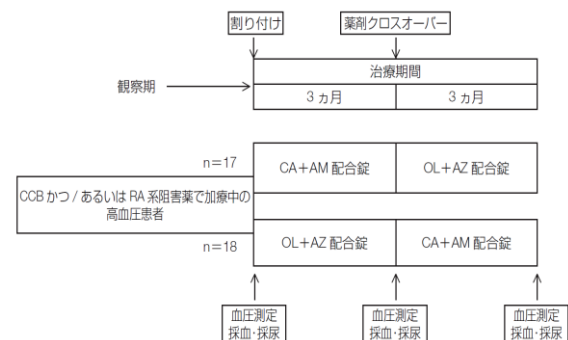 割り付け
薬剤クロスオーバー
治療期間
観察期
3 ヵ月
3 ヵ月
n=17
CA+AM 配合錠
OL+AZ 配合錠
CCB かつ / あるいは RA 系阻害薬で加療中の
高血圧患者
n=18
OL+AZ 配合錠
CA+AM 配合錠
血圧測定
採血・採尿
血圧測定
採血・採尿
血圧測定
採血・採尿